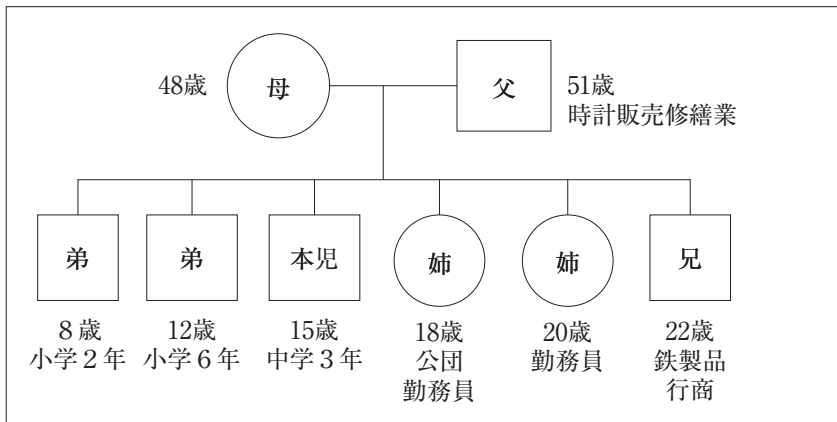 48歳
母
父
51歳
時計販売修繕業
弟
弟
本児
姉
姉
兄
8歳
小学2年
12歳
小学6年
15歳
中学3年
18歳
公団
勤務員
20歳
勤務員
22歳
鉄製品
行商